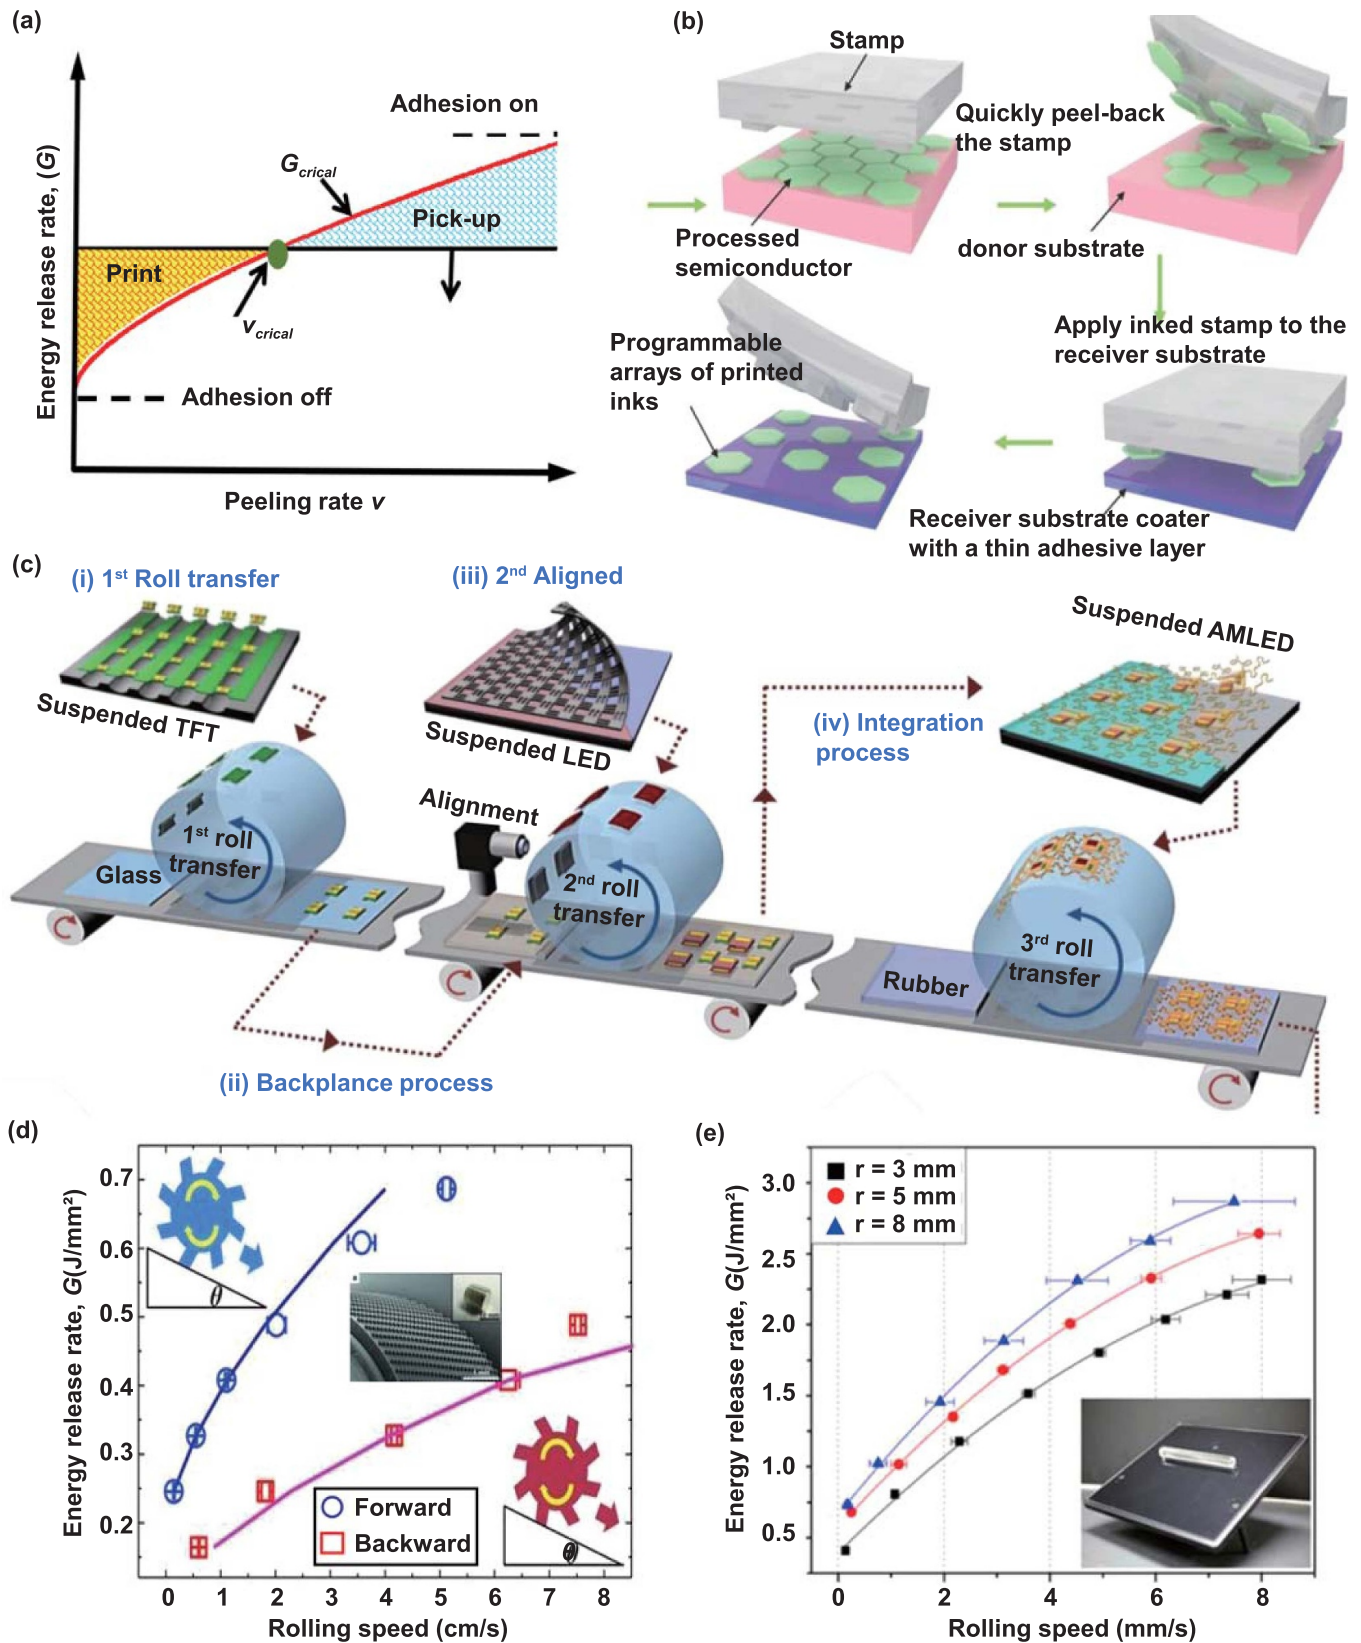 (a)
Energy release rate, (G)
Adhesion on
G_crical
Pick-up
Print
v_crical
Adhesion off
Peeling rate v
(b)
Stamp
Quickly peel-back
the stamp
Processed
semiconductor
donor substrate
Apply inked stamp to the
receiver substrate
Programmable
arrays of printed
inks
Receiver substrate coater
with a thin adhesive layer
(c)
(i) 1st Roll transfer
Suspended TFT
(iii) 2nd Aligned
Suspended LED
Suspended AMLED
(iv) Integration
process
Alignment
Glass
1st roll
transfer
2nd roll
transfer
Rubber
3rd roll
transfer
(ii) Backplance process
(d)
Energy release rate, G(J/mm²)
0.7
0.6
0.5
0.4
0.3
0.2
θ
θ
Forward
Backward
0 1 2 3 4 5 6 7 8
Rolling speed (cm/s)
(e)
Energy release rate, G(J/mm²)
r = 3 mm
r = 5 mm
r = 8 mm
3.0
2.5
2.0
1.5
1.0
0.5
0 2 4 6 8
Rolling speed (mm/s)